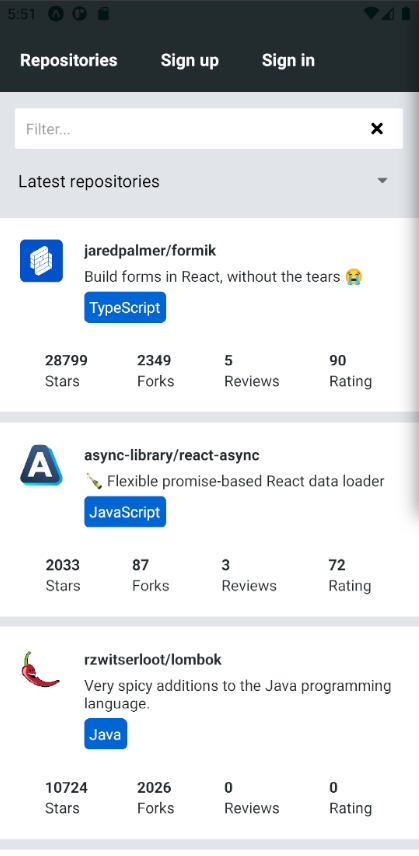 5:51
Repositories Sign up Sign in
Filter...
Latest repositories
jaredpalmer/formik
Build forms in React, without the tears 😭
TypeScript
28799 2349 5 90
Stars Forks Reviews Rating
A
async-library/react-async
🍾 Flexible promise-based React data loader
JavaScript
2033 87 3 72
Stars Forks Reviews Rating
rzwitserloot/lombok
Very spicy additions to the Java programming
language.
Java
10724 2026 0 0
Stars Forks Reviews Rating